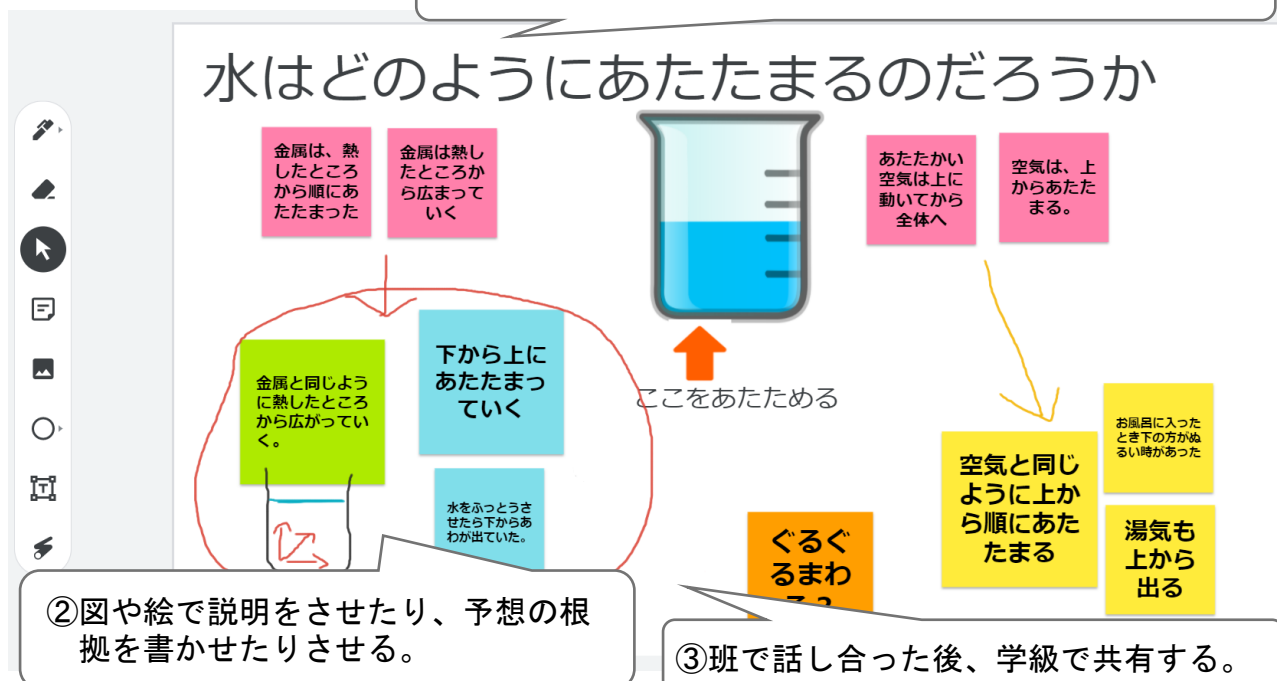 水はどのようにあたたまるのだろうか
金属は、熱
したところ
から順にあ
たたまった
金属は熱し
たところか
ら広まって
いく
あたたかい
空気は上に
動いてから
全体へ
空気は、上
からあたた
まる。
ここをあたためる
金属と同じよう
に熱したところ
から広がってい
く。
下から上に
あたたまっ
ていく
水をふっとうさ
せたら下からあ
わが出ていた。
空気と同じ
ように上か
ら順にあた
たまる
お風呂に入った
とき下の方がぬ
るい時があった
湯気も
上から
出る
ぐるぐ
るまわ
る?
②図や絵で説明をさせたり、予想の根
拠を書かせたりさせる。
③班で話し合った後、学級で共有する。